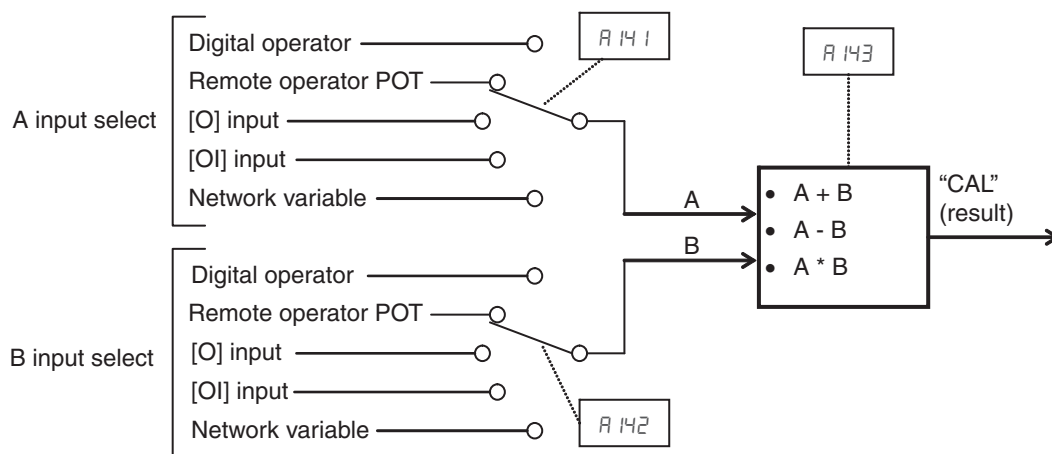 A input select
Digital operator
Remote operator POT
[O] input
[OI] input
Network variable
A141
A
B input select
Digital operator
Remote operator POT
[O] input
[OI] input
Network variable
A142
B
A143
• A + B
• A - B
• A * B
“CAL”
(result)